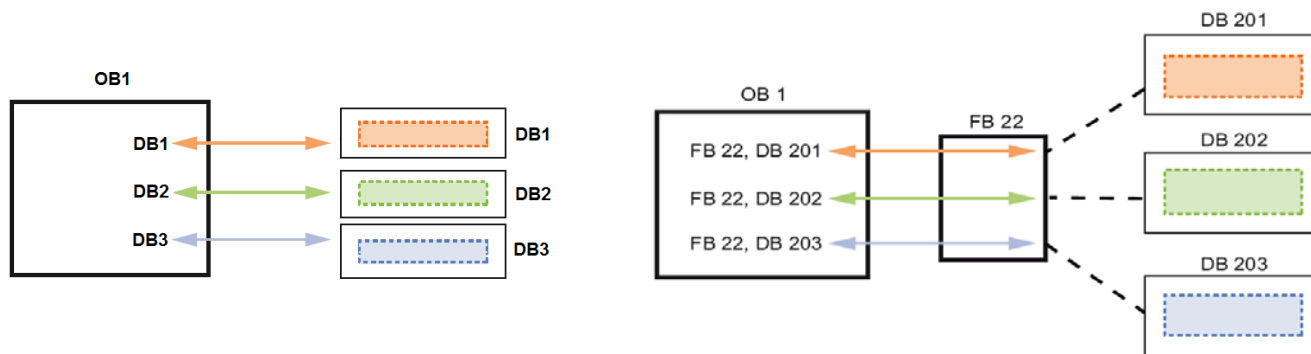 OB1
DB1
DB2
DB3
DB1
DB2
DB3
OB 1
FB 22, DB 201
FB 22, DB 202
FB 22, DB 203
FB 22
DB 201
DB 202
DB 203